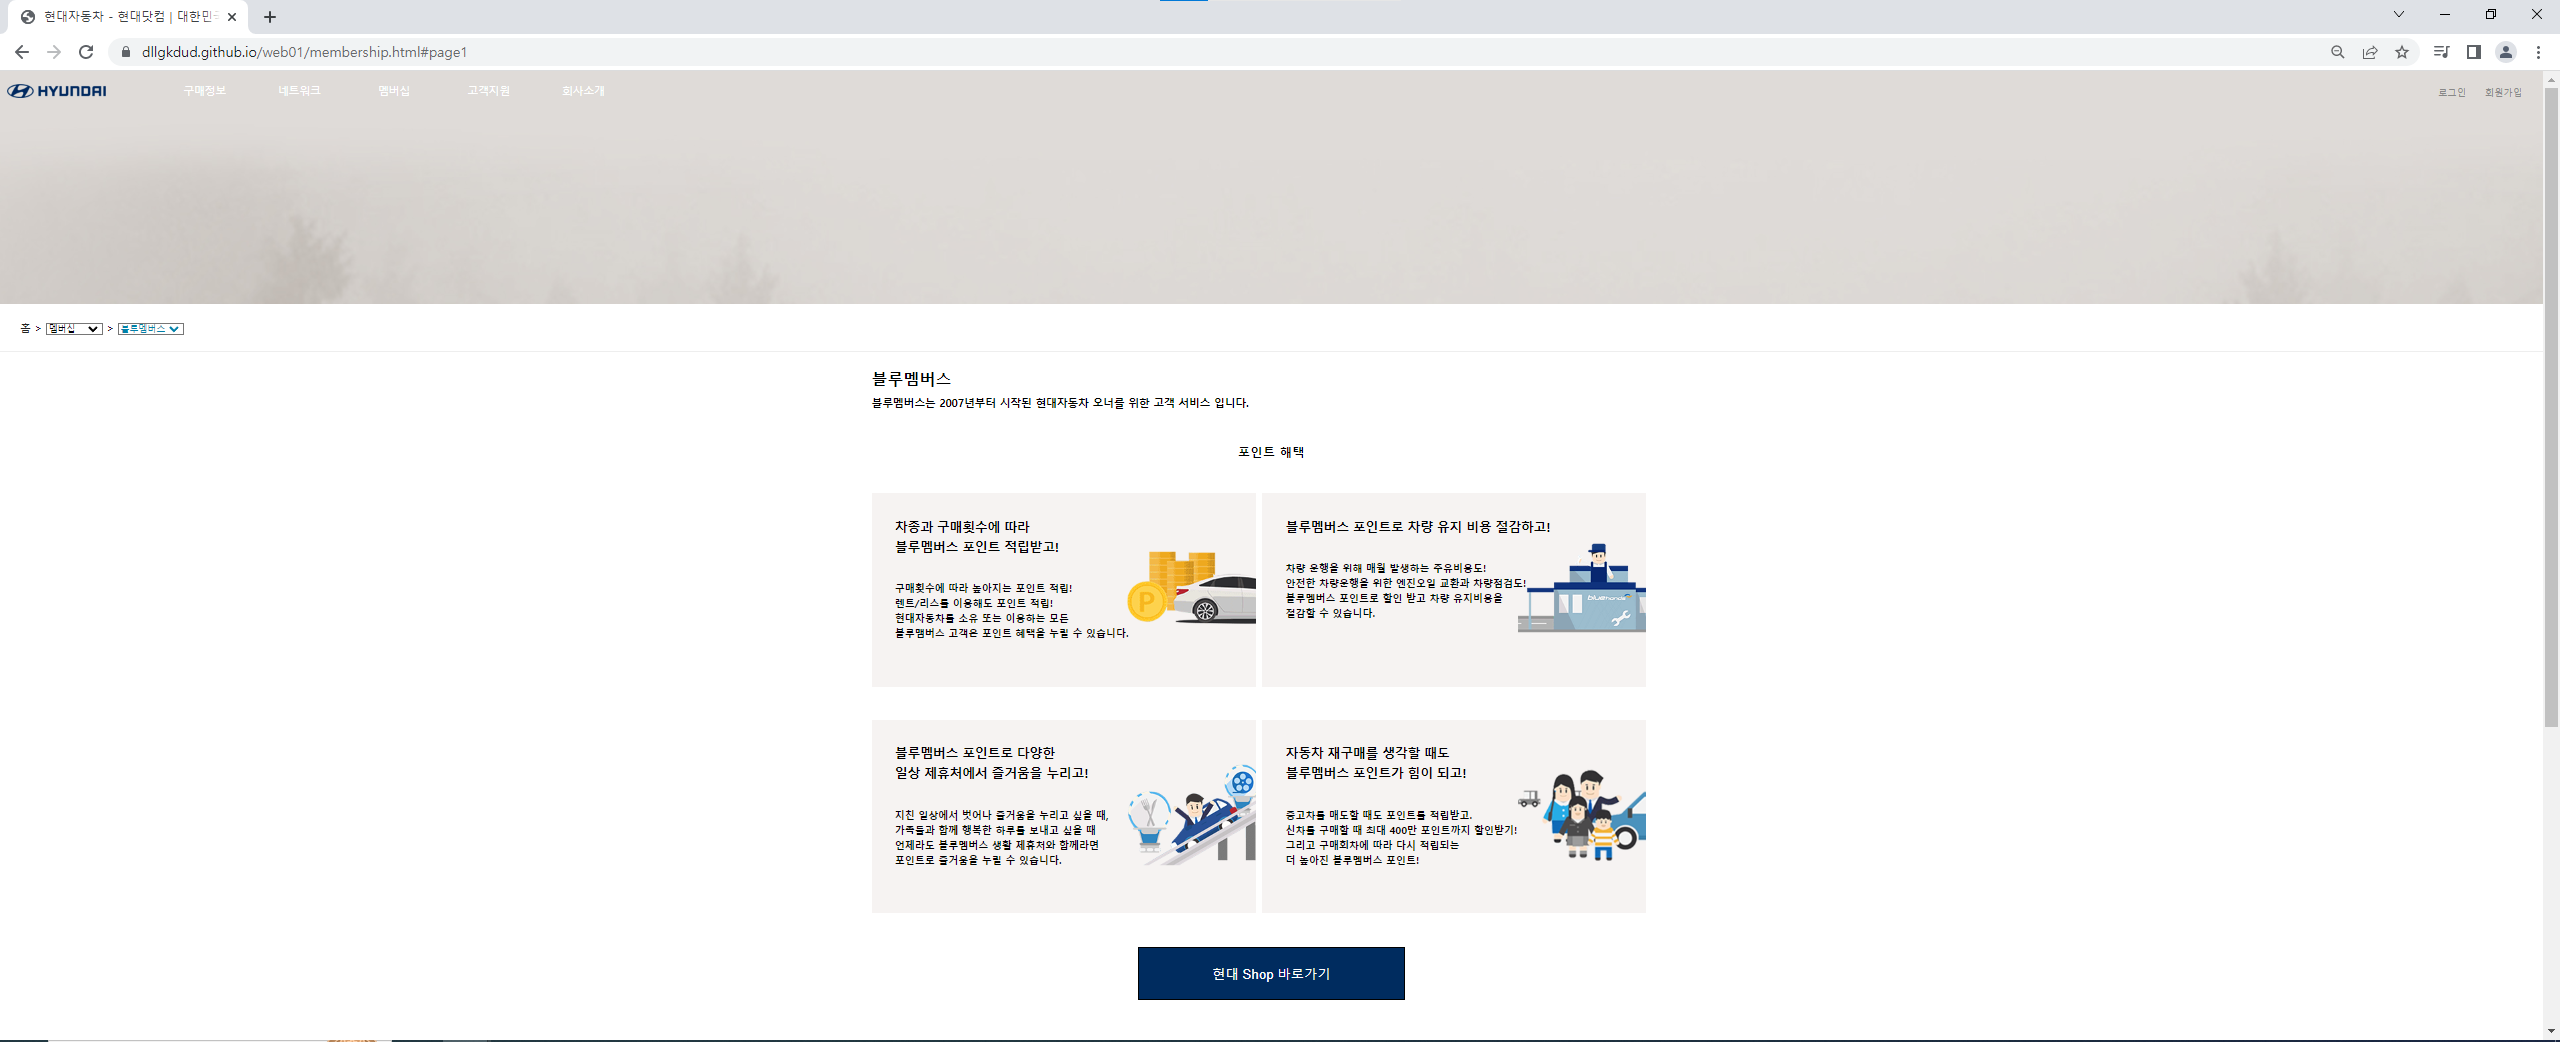 현대자동차 - 현대닷컴 | 대한민국
dllgkdud.github.io/web01/membership.html#page1
HYUNDAI 구매정보 네트워크 멤버십 고객지원 회사소개 로그인 회원가입
홈 > 멤버십 > 블루멤버스
블루멤버스
블루멤버스는 2007년부터 시작된 현대자동차 오너를 위한 고객 서비스 입니다.
포인트 해택
차종과 구매횟수에 따라
블루멤버스 포인트 적립받고!
구매횟수에 따라 높아지는 포인트 적립!
렌트/리스를 이용해도 포인트 적립!
현대자동차를 소유 또는 이용하는 모든
블루멤버스 고객은 포인트 혜택을 누릴 수 있습니다.
P
블루멤버스 포인트로 차량 유지 비용 절감하고!
차량 운행을 위해 매월 발생하는 주유비용도!
안전한 차량운행을 위한 엔진오일 교환과 차량점검도!
블루멤버스 포인트로 할인 받고 차량 유지비용을
절감할 수 있습니다.
bluehands
블루멤버스 포인트로 다양한
일상 제휴처에서 즐거움을 누리고!
지친 일상에서 벗어나 즐거움을 누리고 싶을 때,
가족들과 함께 행복한 하루를 보내고 싶을 때
언제라도 블루멤버스 생활 제휴처와 함께라면
포인트로 즐거움을 누릴 수 있습니다.
자동차 재구매를 생각할 때도
블루멤버스 포인트가 힘이 되고!
중고차를 매도할 때도 포인트를 적립받고,
신차를 구매할 때 최대 400만 포인트까지 할인받기!
그리고 구매회차에 따라 다시 적립되는
더 높아진 블루멤버스 포인트!
현대 Shop 바로가기